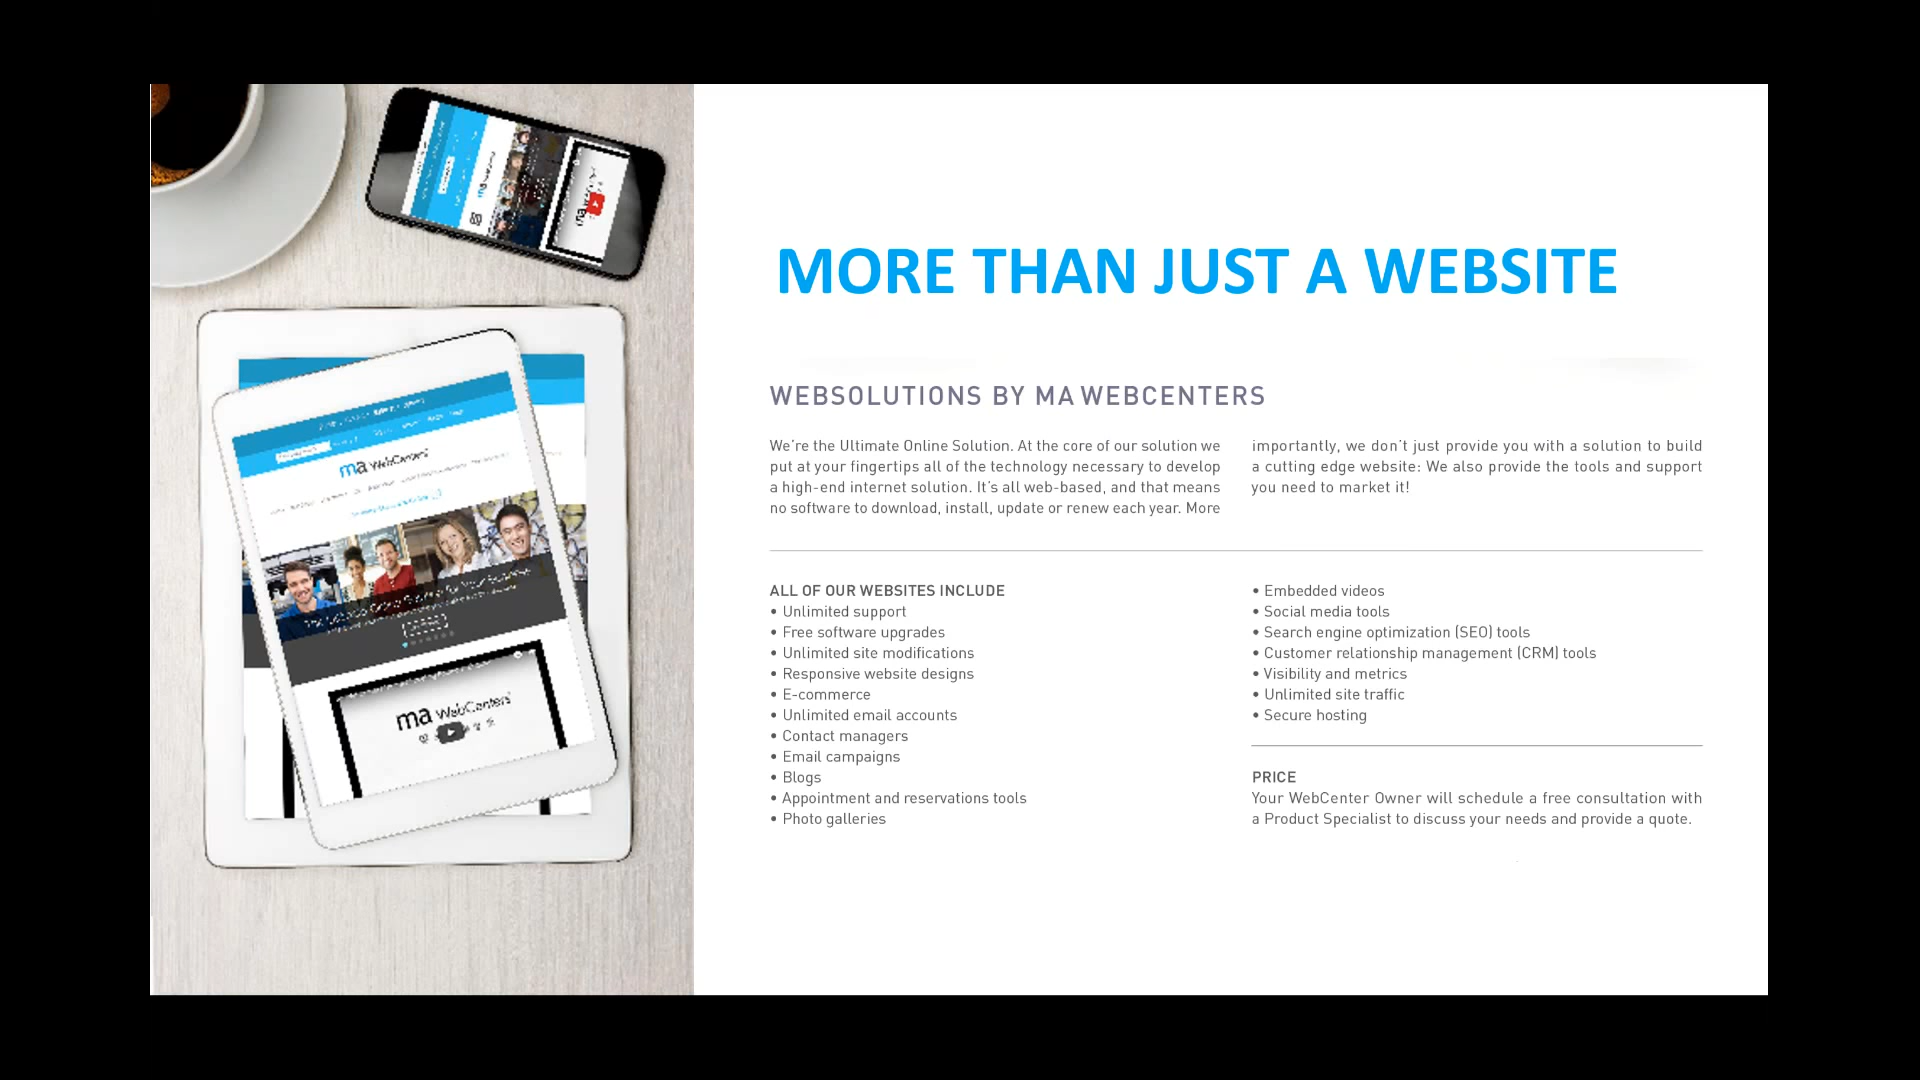 MORE THAN JUST A WEBSITE
WEBSOLUTIONS BY MA WEBCENTERS
We're the Ultimate Online Solution. At the core of our solution we
put at your fingertips all of the technology necessary to develop
a high-end internet solution. It's all web-based, and that means
no software to download, install, update or renew each year. More
importantly, we don't just provide you with a solution to build
a cutting edge website: We also provide the tools and support
you need to market it!
ALL OF OUR WEBSITES INCLUDE
• Unlimited support
• Free software upgrades
• Unlimited site modifications
• Responsive website designs
• E-commerce
• Unlimited email accounts
• Contact managers
• Email campaigns
• Blogs
• Appointment and reservations tools
• Photo galleries
• Embedded videos
• Social media tools
• Search engine optimization (SEO) tools
• Customer relationship management (CRM) tools
• Visibility and metrics
• Unlimited site traffic
• Secure hosting
PRICE
Your WebCenter Owner will schedule a free consultation with
a Product Specialist to discuss your needs and provide a quote.
ma WebCenters
ma WebCenters